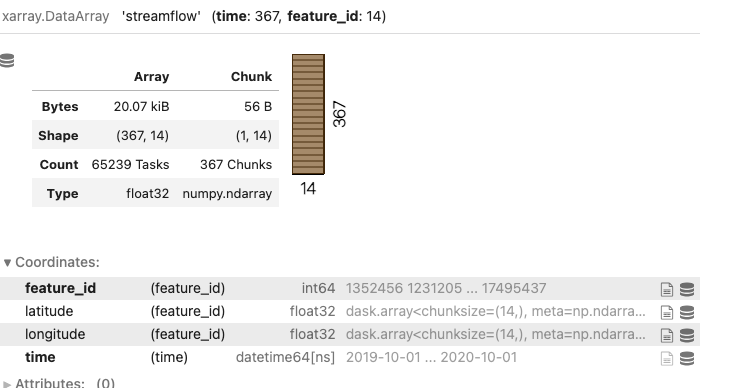 xarray.DataArray 'streamflow' (time: 367, feature_id: 14)
Array Chunk
Bytes 20.07 kiB 56 B
Shape (367, 14) (1, 14)
Count 65239 Tasks 367 Chunks
Type float32 numpy.ndarray
367
14
▼ Coordinates:
feature_id (feature_id) int64 1352456 1231205 ... 17495437
latitude (feature_id) float32 dask.array<chunksize=(14,), meta=np.ndarra...
longitude (feature_id) float32 dask.array<chunksize=(14,), meta=np.ndarra...
time (time) datetime64[ns] 2019-10-01 ... 2020-10-01
► Attributes: (0)